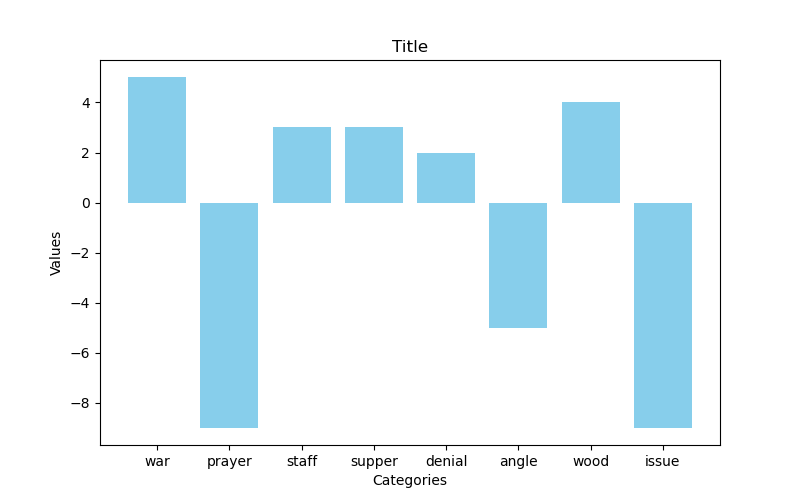 Title
Values
4
2
0
−2
−4
−6
−8
war prayer staff supper denial angle wood issue
Categories